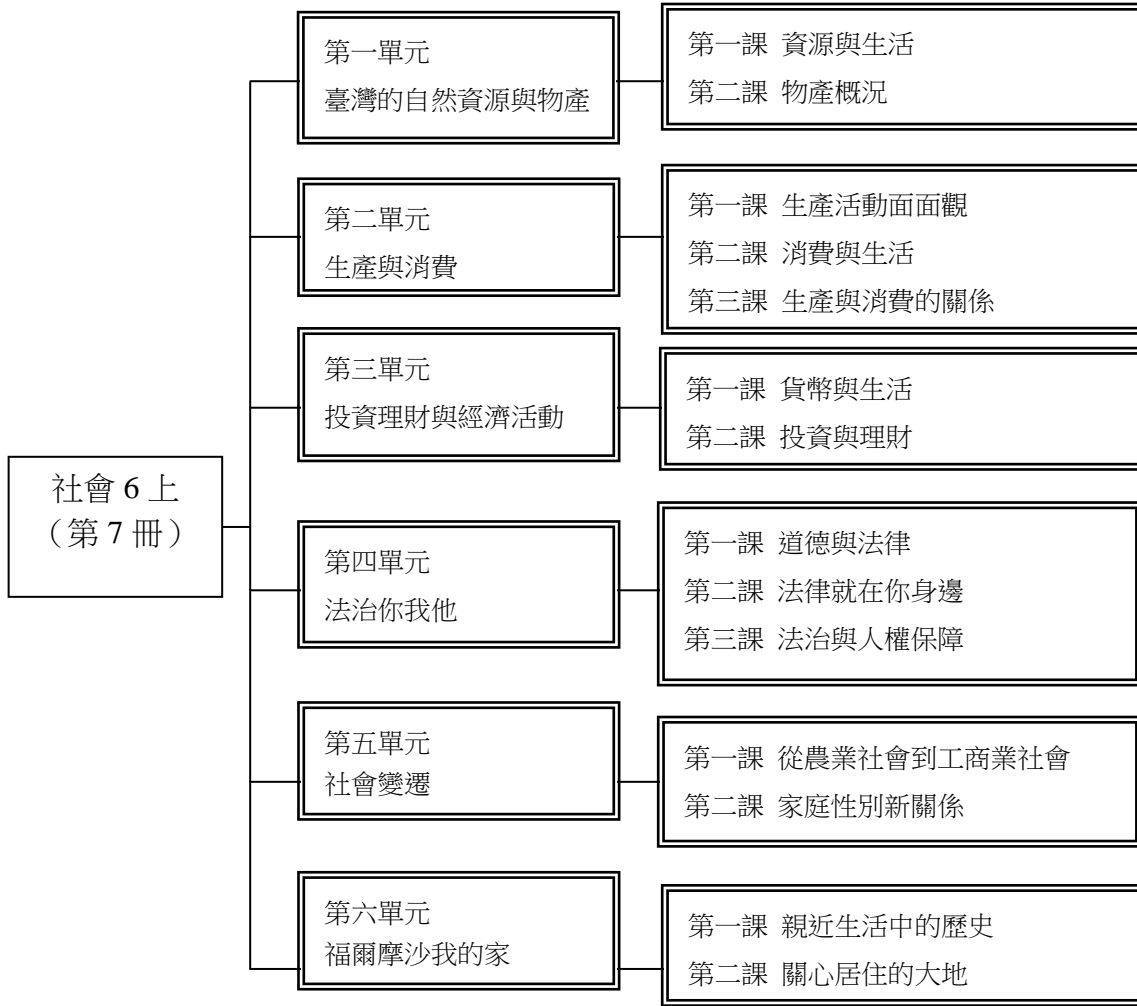 社會 6 上
（第 7 冊）
第一單元
臺灣的自然資源與物產
第一課 資源與生活
第二課 物產概況
第二單元
生產與消費
第一課 生產活動面面觀
第二課 消費與生活
第三課 生產與消費的關係
第三單元
投資理財與經濟活動
第一課 貨幣與生活
第二課 投資與理財
第四單元
法治你我他
第一課 道德與法律
第二課 法律就在你身邊
第三課 法治與人權保障
第五單元
社會變遷
第一課 從農業社會到工商業社會
第二課 家庭性別新關係
第六單元
福爾摩沙我的家
第一課 親近生活中的歷史
第二課 關心居住的大地